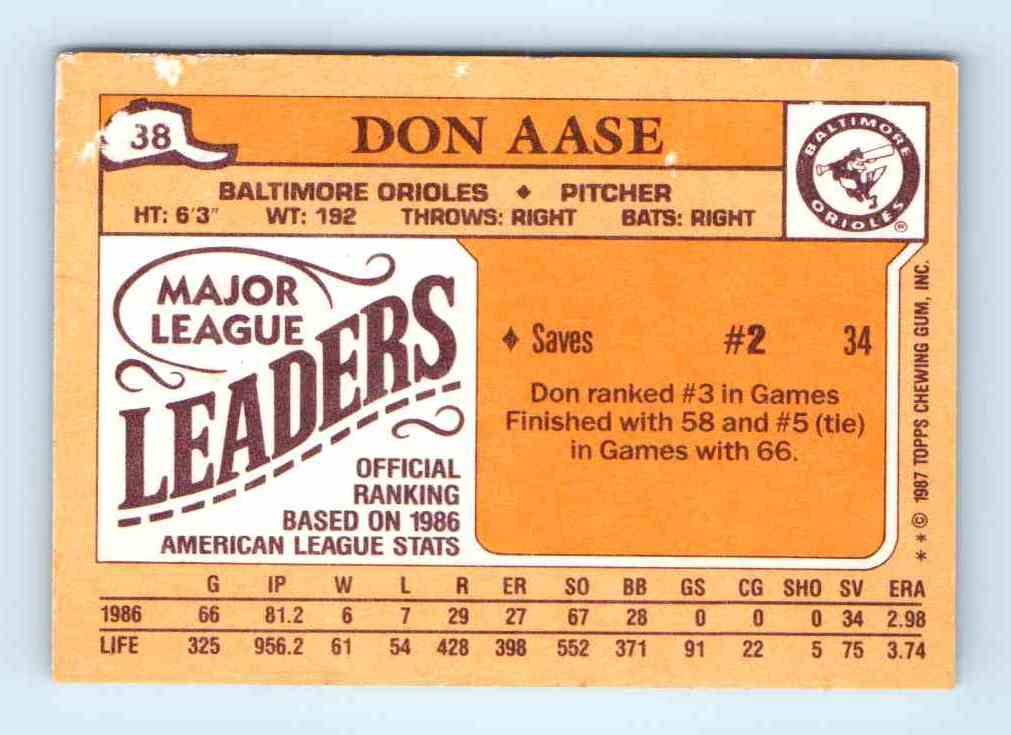 38
DON AASE
BALTIMORE ORIOLES ♦ PITCHER
HT: 6'3" WT: 192 THROWS: RIGHT BATS: RIGHT
BALTIMORE
ORIOLES
®
MAJOR
LEAGUE
LEADERS
OFFICIAL
RANKING
BASED ON 1986
AMERICAN LEAGUE STATS
♦ Saves #2 34
Don ranked #3 in Games
Finished with 58 and #5 (tie)
in Games with 66.
* * © 1987 TOPPS CHEWING GUM, INC.
G IP W L R ER SO BB GS CG SHO SV ERA
1986 66 81.2 6 7 29 27 67 28 0 0 0 34 2.98
LIFE 325 956.2 61 54 428 398 552 371 91 22 5 75 3.74